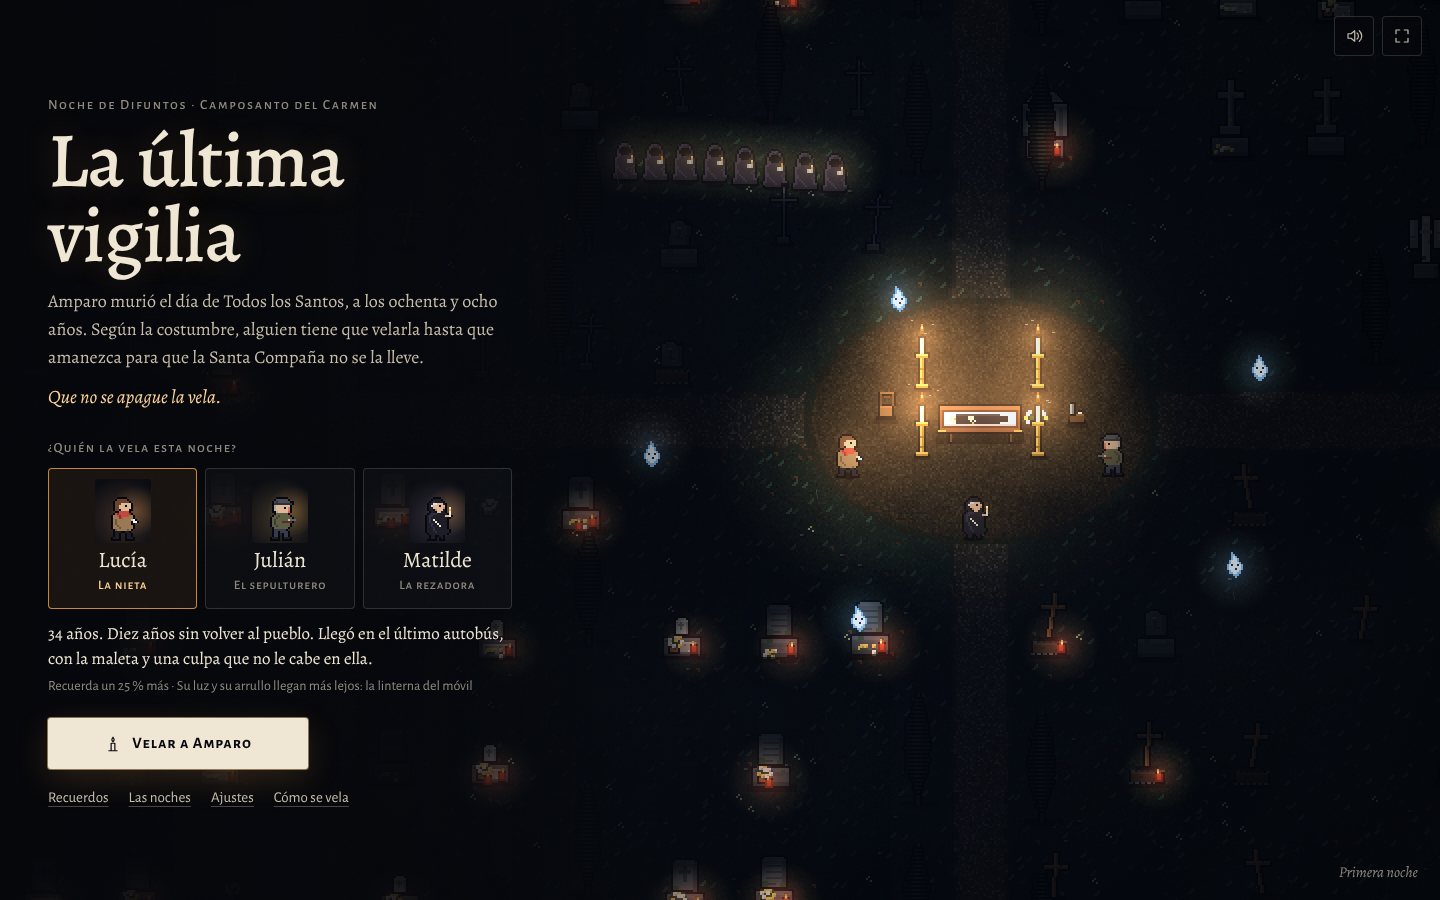 Noche de Difuntos · Camposanto del Carmen
La última
vigilia
Amparo murió el día de Todos los Santos, a los ochenta y ocho
años. Según la costumbre, alguien tiene que velarla hasta que
amanezca para que la Santa Compaña no se la lleve.
Que no se apague la vela.
¿Quién la vela esta noche?
Lucía
La nieta
Julián
El sepulturero
Matilde
La rezadora
34 años. Diez años sin volver al pueblo. Llegó en el último autobús,
con la maleta y una culpa que no le cabe en ella.
Recuerda un 25 % más · Su luz y su arrullo llegan más lejos: la linterna del móvil
Velar a Amparo
Recuerdos Las noches Ajustes Cómo se vela
Primera noche